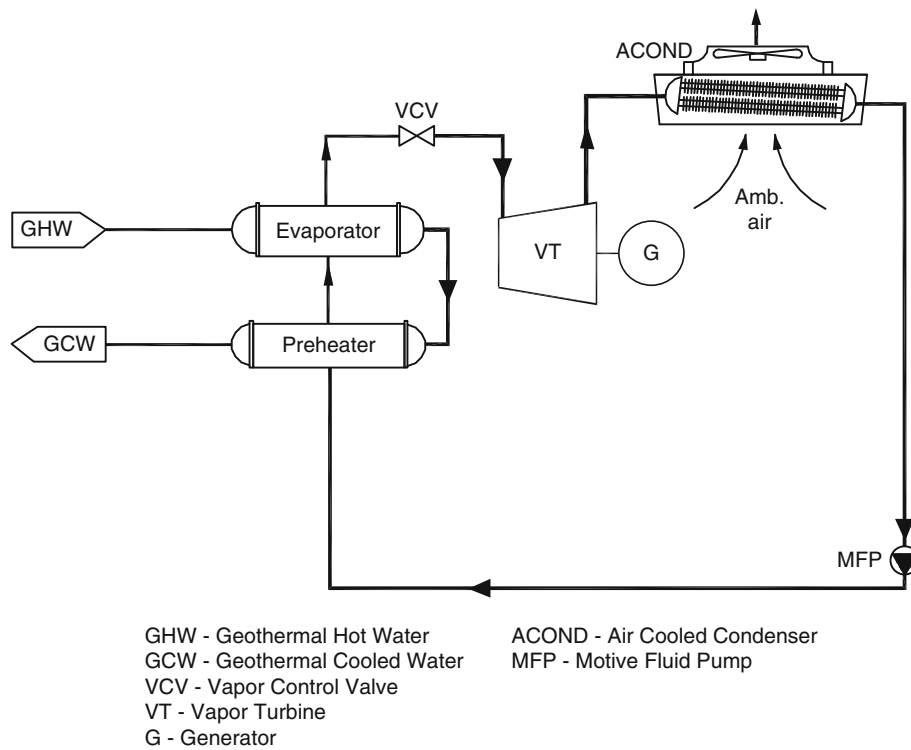 ACOND
VCV
Amb.
air
GHW
Evaporator
VT
G
GCW
Preheater
MFP
GHW - Geothermal Hot Water
GCW - Geothermal Cooled Water
VCV - Vapor Control Valve
VT - Vapor Turbine
G - Generator
ACOND - Air Cooled Condenser
MFP - Motive Fluid Pump